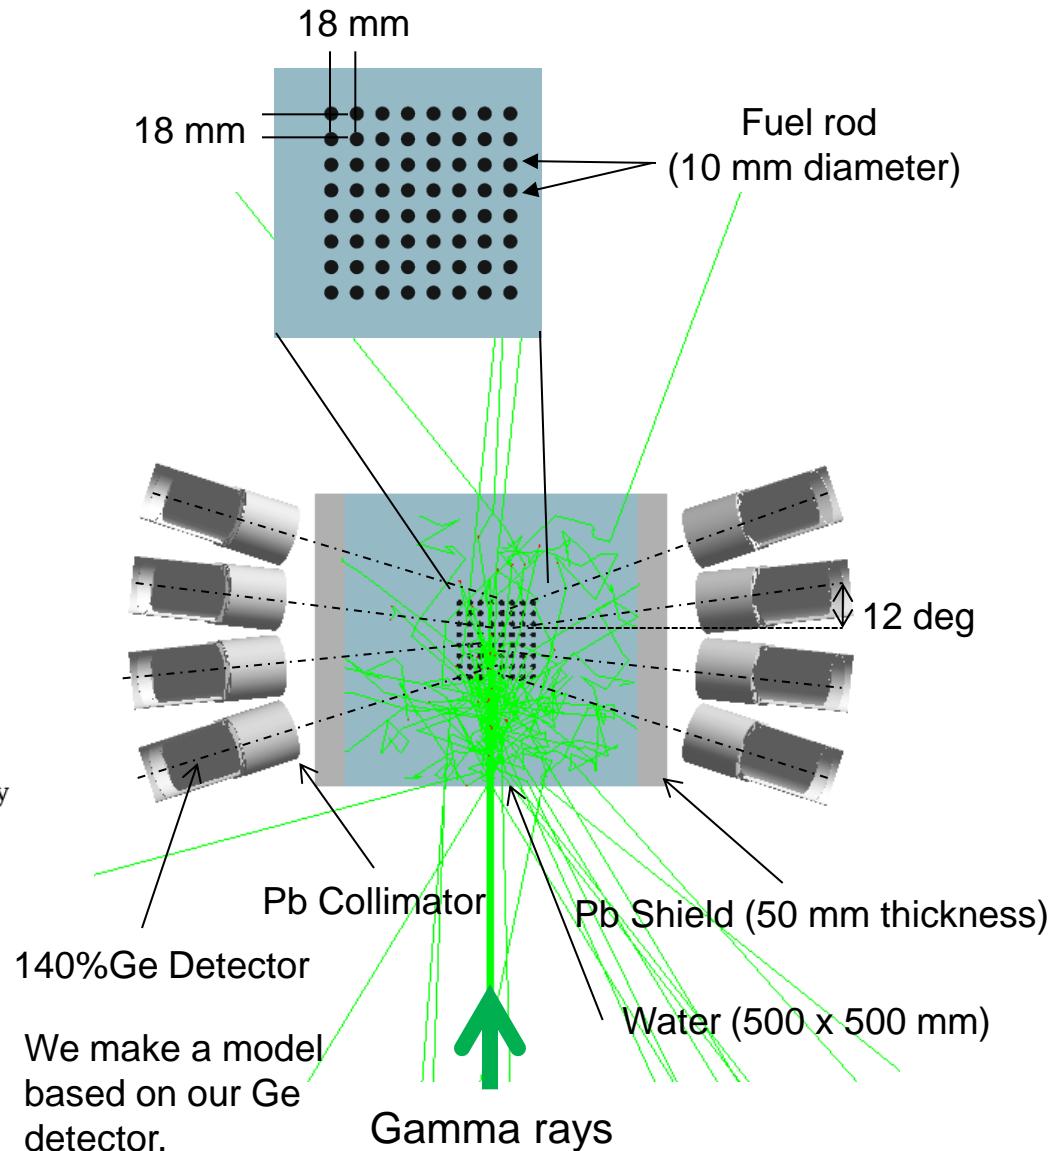 18 mm
18 mm
Fuel rod
(10 mm diameter)
12 deg
y
Pb Collimator
Pb Shield (50 mm thickness)
140%Ge Detector
Water (500 x 500 mm)
We make a model
based on our Ge
detector.
Gamma rays